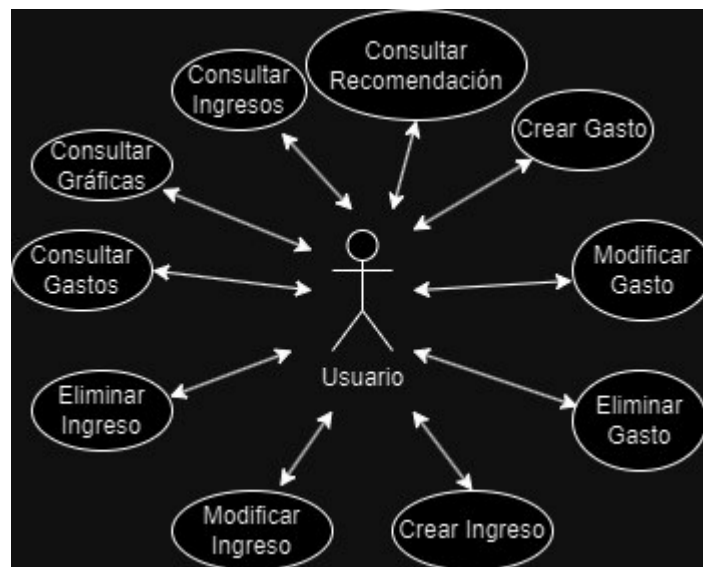 Consultar
Ingresos
Consultar
Recomendación
Crear Gasto
Consultar
Gráficas
Consultar
Gastos
Modificar
Gasto
Usuario
Eliminar
Ingreso
Eliminar
Gasto
Modificar
Ingreso
Crear Ingreso